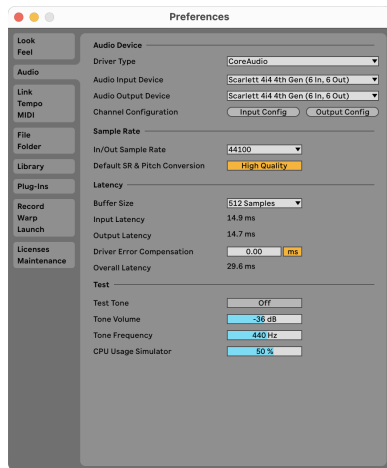 Preferences
Look
Feel
Audio
Link
Tempo
MIDI
File
Folder
Library
Plug-Ins
Record
Warp
Launch
Licenses
Maintenance
Audio Device
Driver Type CoreAudio
Audio Input Device Scarlett 4i4 4th Gen (6 In, 6 Out)
Audio Output Device Scarlett 4i4 4th Gen (6 In, 6 Out)
Channel Configuration Input Config Output Config
Sample Rate
In/Out Sample Rate 44100
Default SR & Pitch Conversion High Quality
Latency
Buffer Size 512 Samples
Input Latency 14.9 ms
Output Latency 14.7 ms
Driver Error Compensation 0.00 ms
Overall Latency 29.6 ms
Test
Test Tone Off
Tone Volume -36 dB
Tone Frequency 440 Hz
CPU Usage Simulator 50 %